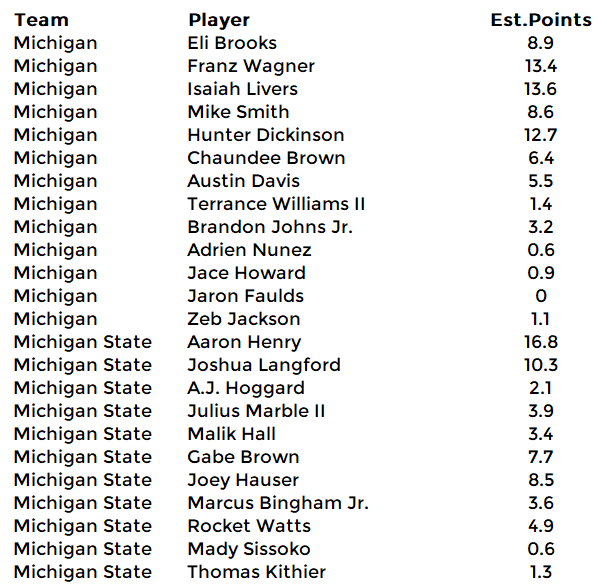 Team Player Est.Points
Michigan Eli Brooks 8.9
Michigan Franz Wagner 13.4
Michigan Isaiah Livers 13.6
Michigan Mike Smith 8.6
Michigan Hunter Dickinson 12.7
Michigan Chaundee Brown 6.4
Michigan Austin Davis 5.5
Michigan Terrance Williams II 1.4
Michigan Brandon Johns Jr. 3.2
Michigan Adrien Nunez 0.6
Michigan Jace Howard 0.9
Michigan Jaron Faulds 0
Michigan Zeb Jackson 1.1
Michigan State Aaron Henry 16.8
Michigan State Joshua Langford 10.3
Michigan State A.J. Hoggard 2.1
Michigan State Julius Marble II 3.9
Michigan State Malik Hall 3.4
Michigan State Gabe Brown 7.7
Michigan State Joey Hauser 8.5
Michigan State Marcus Bingham Jr. 3.6
Michigan State Rocket Watts 4.9
Michigan State Mady Sissoko 0.6
Michigan State Thomas Kithier 1.3